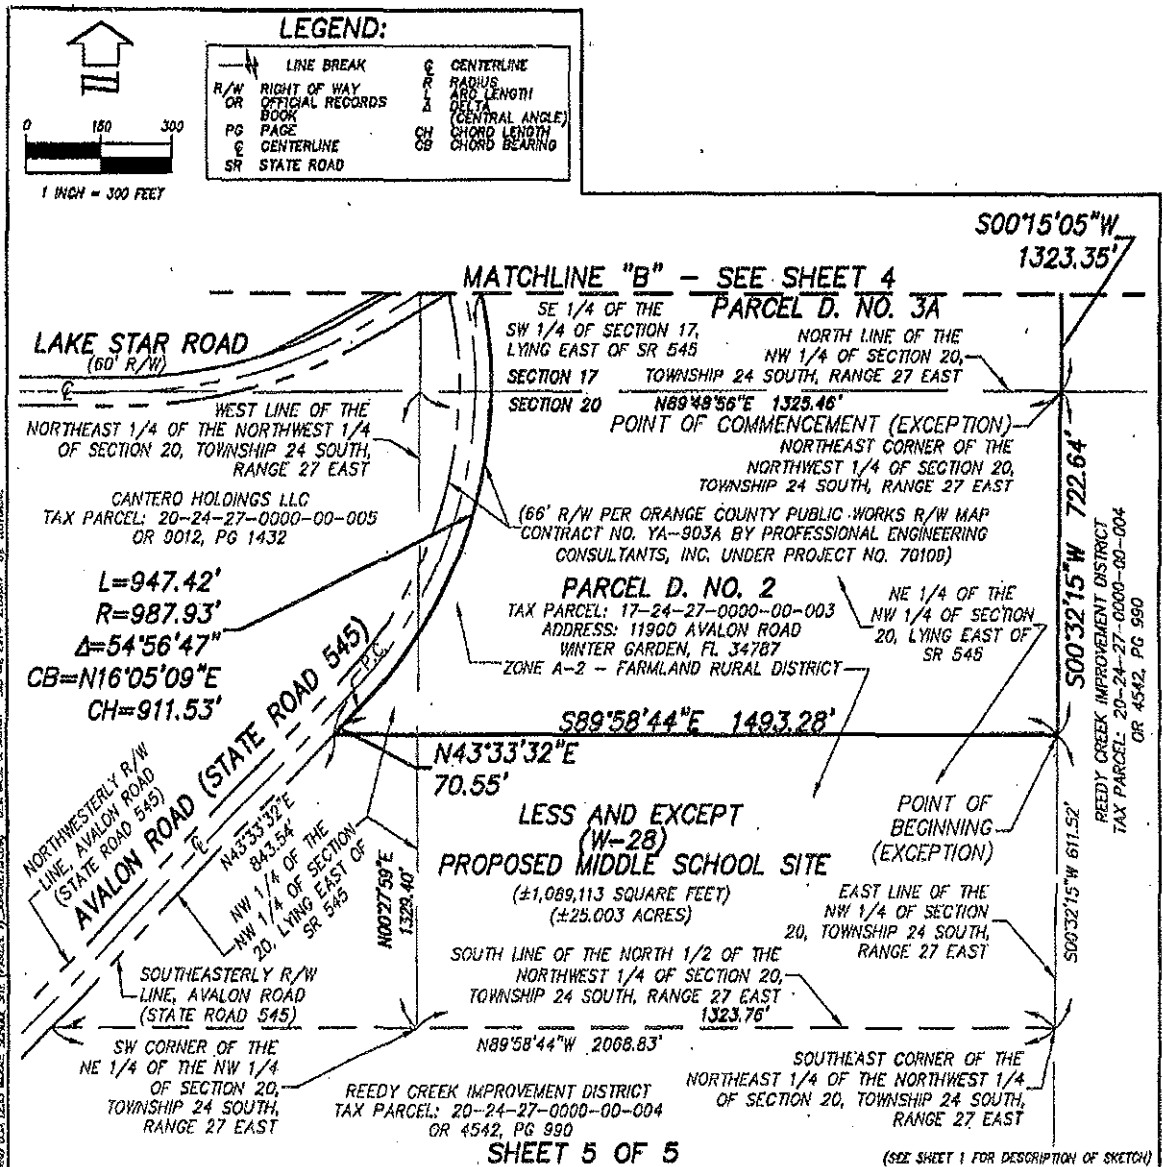 LEGEND:
LINE BREAK
R/W RIGHT OF WAY
OR OFFICIAL RECORDS BOOK
PG PAGE
℄ CENTERLINE
SR STATE ROAD
℄ CENTERLINE
R RADIUS
L ARC LENGTH
Δ DELTA
(CENTRAL ANGLE)
CH CHORD LENGTH
CB CHORD BEARING
0 150 300
1 INCH = 300 FEET
S00°15'05"W
1323.35'
MATCHLINE "B" - SEE SHEET 4
SE 1/4 OF THE
SW 1/4 OF SECTION 17,
LYING EAST OF SR 545
PARCEL D. NO. 3A
NORTH LINE OF THE
NW 1/4 OF SECTION 20,
TOWNSHIP 24 SOUTH, RANGE 27 EAST
LAKE STAR ROAD
(60' R/W)
℄
SECTION 17
SECTION 20
N89°48'56"E 1325.46'
POINT OF COMMENCEMENT (EXCEPTION)
NORTHEAST CORNER OF THE
NORTHWEST 1/4 OF SECTION 20,
TOWNSHIP 24 SOUTH, RANGE 27 EAST
WEST LINE OF THE
NORTHEAST 1/4 OF THE NORTHWEST 1/4
OF SECTION 20, TOWNSHIP 24 SOUTH,
RANGE 27 EAST
CANTERO HOLDINGS LLC
TAX PARCEL: 20-24-27-0000-00-005
OR 9012, PG 1432
(66' R/W PER ORANGE COUNTY PUBLIC WORKS R/W MAP
CONTRACT NO. YA-903A BY PROFESSIONAL ENGINEERING
CONSULTANTS, INC. UNDER PROJECT NO. 70100)
L=947.42'
R=987.93'
Δ=54°56'47"
CB=N16°05'09"E
CH=911.53'
PARCEL D. NO. 2
TAX PARCEL: 17-24-27-0000-00-003
ADDRESS: 11900 AVALON ROAD
WINTER GARDEN, FL 34787
ZONE A-2 - FARMLAND RURAL DISTRICT
NE 1/4 OF THE
NW 1/4 OF SECTION
20, LYING EAST OF
SR 545
S00°32'15"W 722.64'
REEDY CREEK IMPROVEMENT DISTRICT
TAX PARCEL: 20-24-27-0000-00-004
OR 4542, PG 990
P.C.
S89°58'44"E 1493.28'
N43°33'32"E
70.55'
NORTHWESTERLY R/W
LINE, AVALON ROAD
(STATE ROAD 545)
AVALON ROAD (STATE ROAD 545)
℄
N43°33'32"E
843.54'
NW 1/4 OF THE
NW 1/4 OF SECTION
20, LYING EAST OF
SR 545
N00°27'59"E
1329.40'
LESS AND EXCEPT
(W-28)
PROPOSED MIDDLE SCHOOL SITE
(±1,089,113 SQUARE FEET)
(±25.003 ACRES)
POINT OF
BEGINNING
(EXCEPTION)
S00°32'15"W 611.52'
EAST LINE OF THE
NW 1/4 OF SECTION
20, TOWNSHIP 24 SOUTH,
RANGE 27 EAST
SOUTH LINE OF THE NORTH 1/2 OF THE
NORTHWEST 1/4 OF SECTION 20,
TOWNSHIP 24 SOUTH, RANGE 27 EAST
1323.76'
N89°58'44"W 2068.83'
SOUTHEASTERLY R/W
LINE, AVALON ROAD
(STATE ROAD 545)
SW CORNER OF THE
NE 1/4 OF THE NW 1/4
OF SECTION 20,
TOWNSHIP 24 SOUTH,
RANGE 27 EAST
REEDY CREEK IMPROVEMENT DISTRICT
TAX PARCEL: 20-24-27-0000-00-004
OR 4542, PG 990
SOUTHEAST CORNER OF THE
NORTHEAST 1/4 OF THE NORTHWEST 1/4
OF SECTION 20, TOWNSHIP 24 SOUTH,
RANGE 27 EAST
SHEET 5 OF 5
(SEE SHEET 1 FOR DESCRIPTION OF SKETCH)